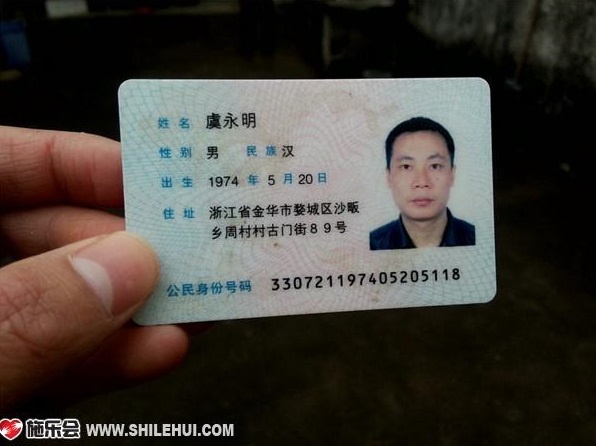 姓名 虞永明
性别 男 民族 汉
出生 1974 年 5 月 20 日
住址 浙江省金华市婺城区沙畈
乡周村村古门街89号
公民身份号码 330721197405205118
施乐会 WWW.SHILEHUI.COM